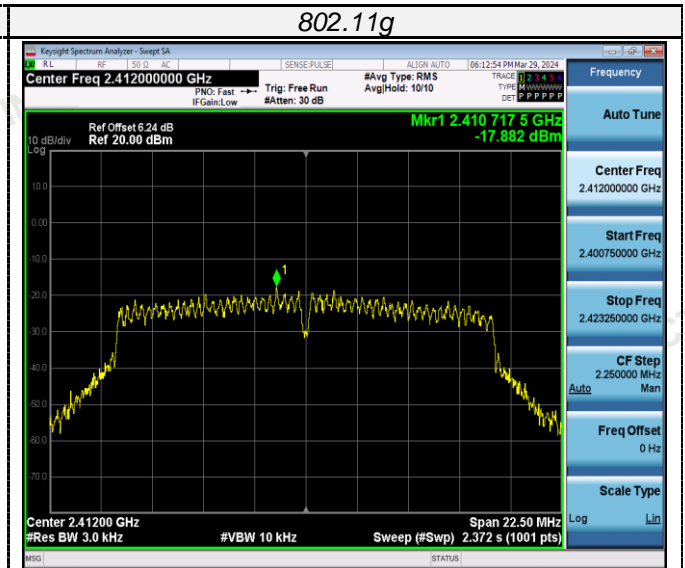 802.11g
Keysight Spectrum Analyzer - Swept SA
RL RF 50 Ω AC SENSE:PULSE ALIGN AUTO 06:12:54 PM Mar 29, 2024
Center Freq 2.412000000 GHz
PNO: Fast
IFGain:Low
Trig: Free Run
#Atten: 30 dB
#Avg Type: RMS
Avg|Hold: 10/10
TRACE 1 2 3 4 5 6
TYPE M WWWWW
DET P P P P P P
Frequency
Auto Tune
Center Freq
2.412000000 GHz
Start Freq
2.400750000 GHz
Stop Freq
2.423250000 GHz
CF Step
2.250000 MHz
Auto Man
Freq Offset
0 Hz
Scale Type
Log Lin
Mkr1 2.410 717 5 GHz
-17.882 dBm
Ref Offset 6.24 dB
10 dB/div Ref 20.00 dBm
Log
10.0
0.00
-10.0
1
-20.0
-30.0
-40.0
-50.0
-60.0
-70.0
Center 2.41200 GHz Span 22.50 MHz
#Res BW 3.0 kHz #VBW 10 kHz Sweep (#Swp) 2.372 s (1001 pts)
MSG STATUS